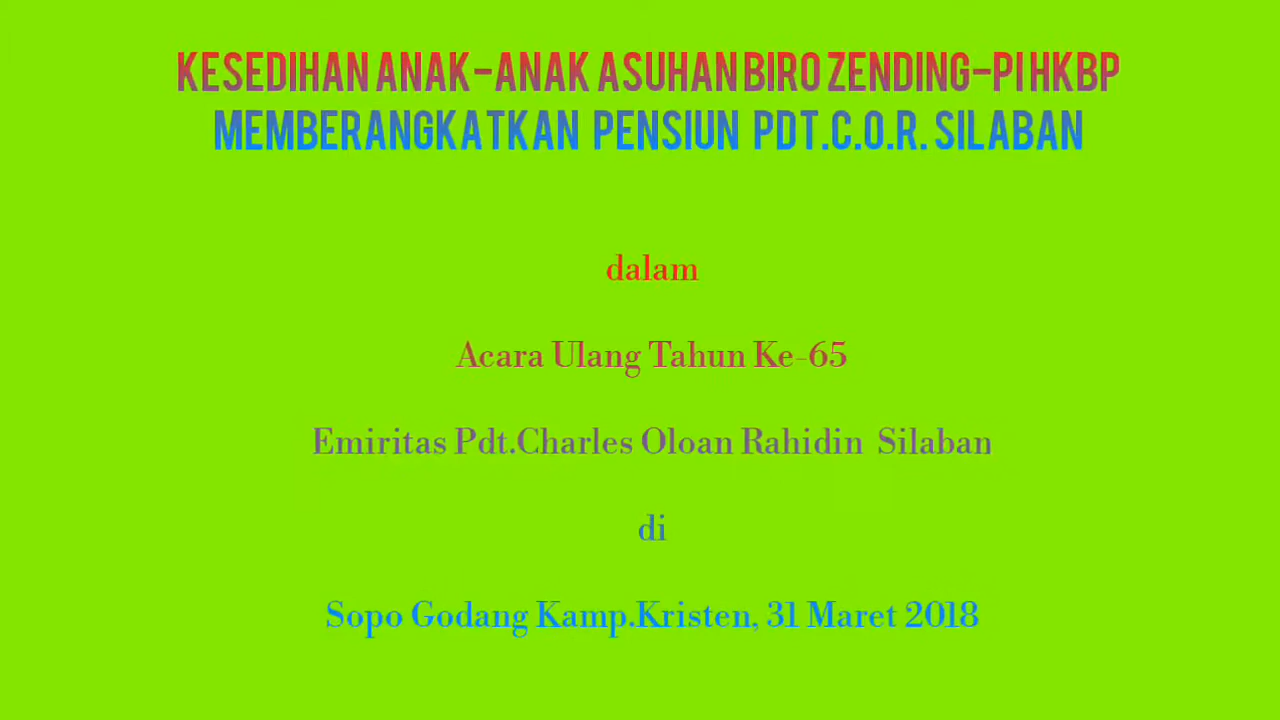 KESEDIHAN ANAK-ANAK ASUHAN BIRO ZENDING-PI HKBP
MEMBERANGKATKAN PENSIUN PDT.C.O.R. SILABAN
dalam
Acara Ulang Tahun Ke-65
Emiritas Pdt.Charles Oloan Rahidin Silaban
di
Sopo Godang Kamp.Kristen, 31 Maret 2018